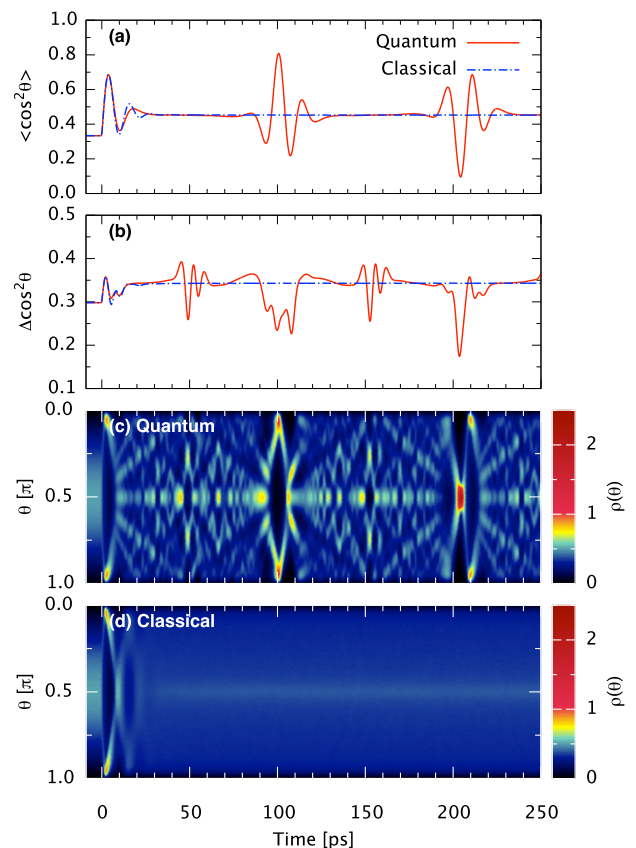 1.0
(a)
Quantum
Classical
0.8
0.6
0.4
0.2
0.0
<cos²θ>
0.5
(b)
0.4
0.3
0.2
0.1
Δcos²θ
0.0
(c) Quantum
0.5
1.0
θ [π]
2
1
0
ρ(θ)
0.0
(d) Classical
0.5
1.0
θ [π]
2
1
0
ρ(θ)
0 50 100 150 200 250
Time [ps]